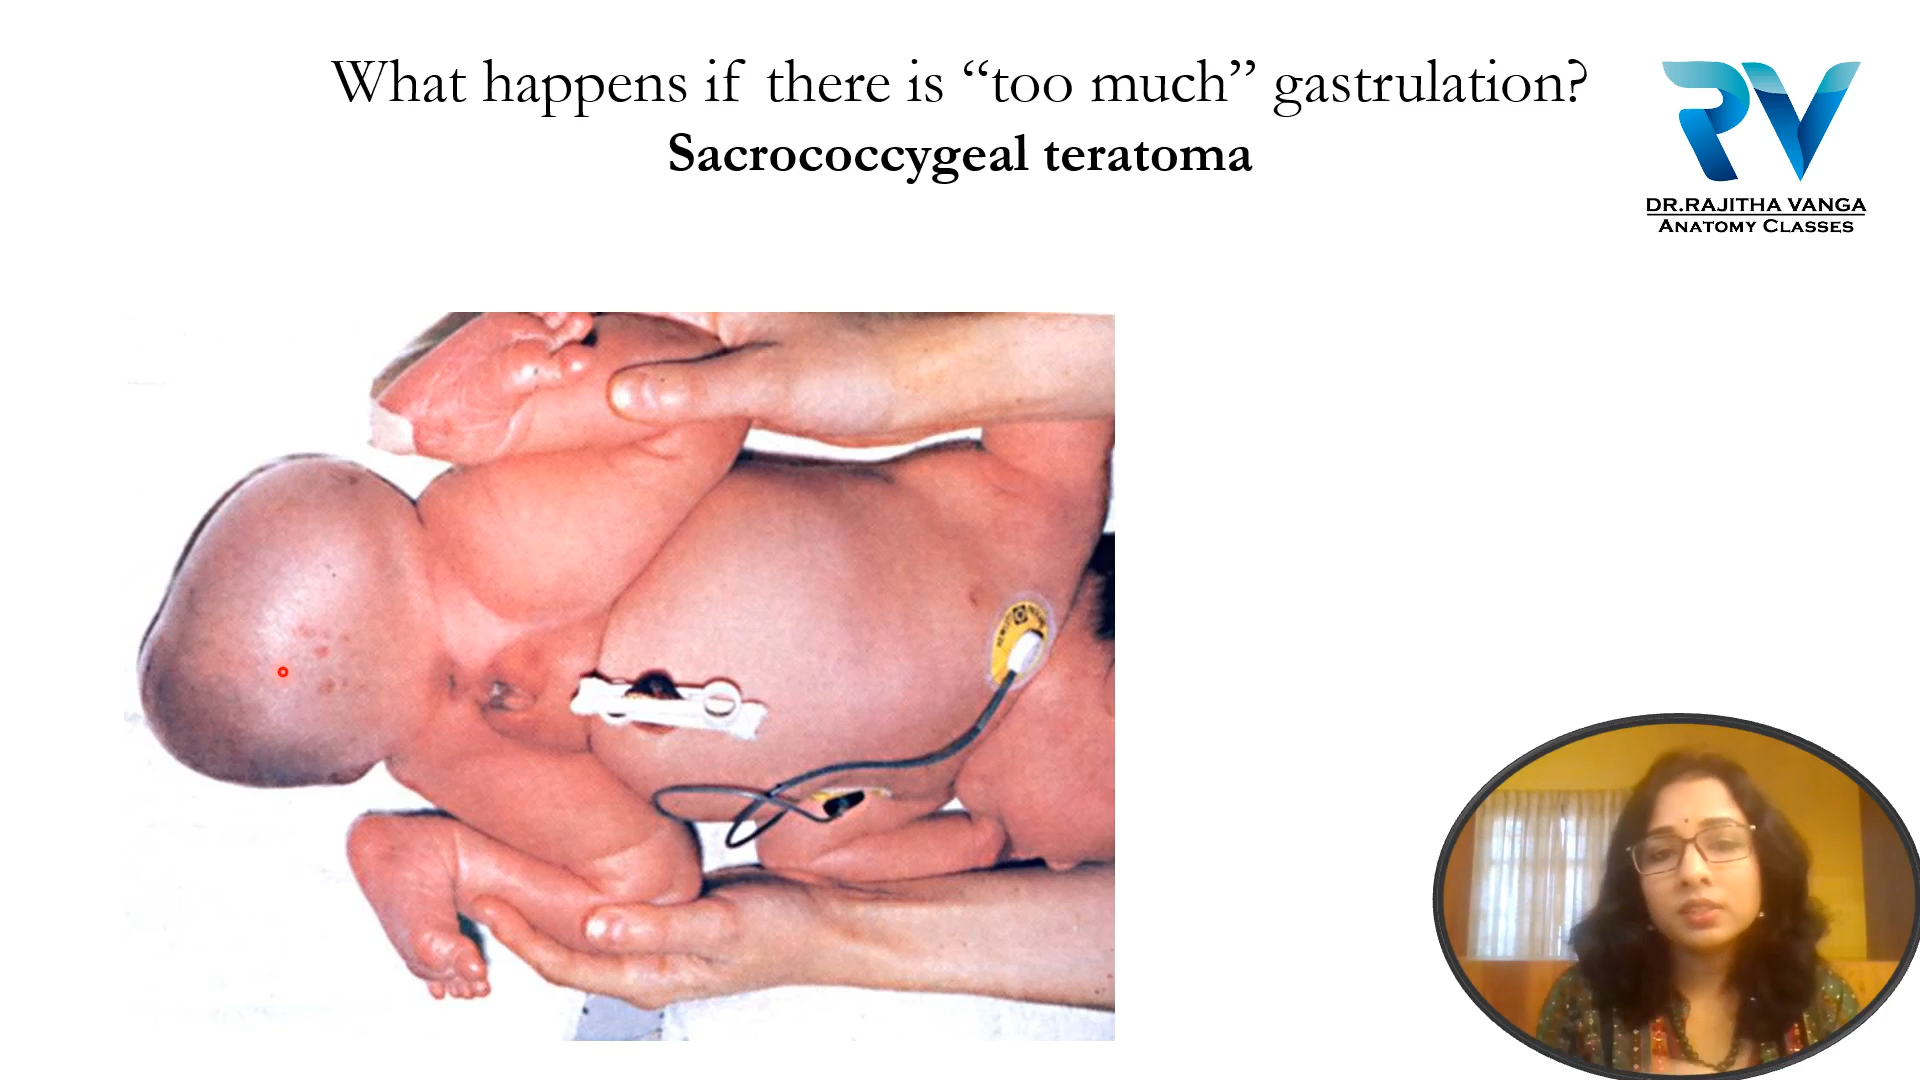 What happens if there is “too much” gastrulation?
Sacrococcygeal teratoma
RV
DR.RAJITHA VANGA
ANATOMY CLASSES